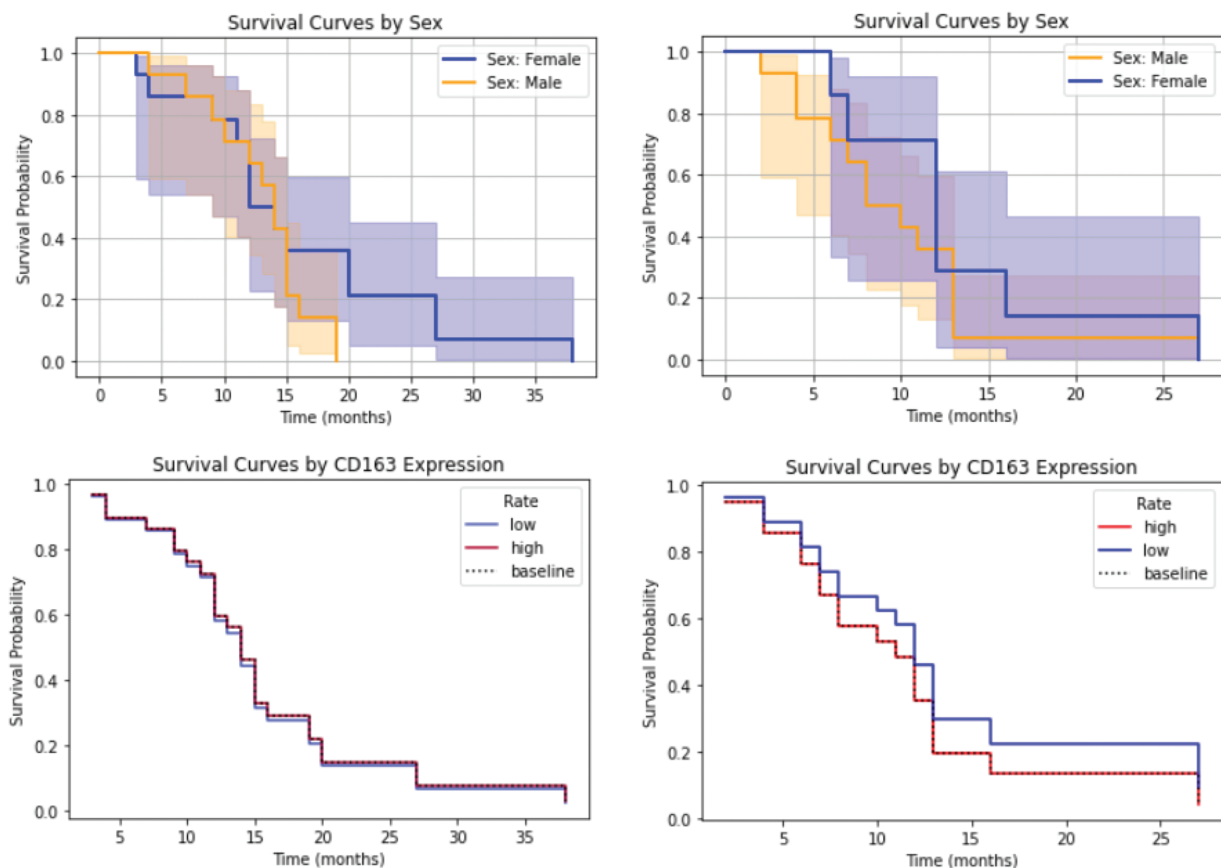 Survival Curves by Sex
1.0
0.8
0.6
0.4
0.2
0.0
Survival Probability
Sex: Female
Sex: Male
0 5 10 15 20 25 30 35
Time (months)
Survival Curves by Sex
1.0
0.8
0.6
0.4
0.2
0.0
Survival Probability
Sex: Male
Sex: Female
0 5 10 15 20 25
Time (months)
Survival Curves by CD163 Expression
1.0
0.8
0.6
0.4
0.2
0.0
Survival Probability
Rate
low
high
baseline
5 10 15 20 25 30 35
Time (months)
Survival Curves by CD163 Expression
1.0
0.8
0.6
0.4
0.2
0.0
Survival Probability
Rate
high
low
baseline
5 10 15 20 25
Time (months)